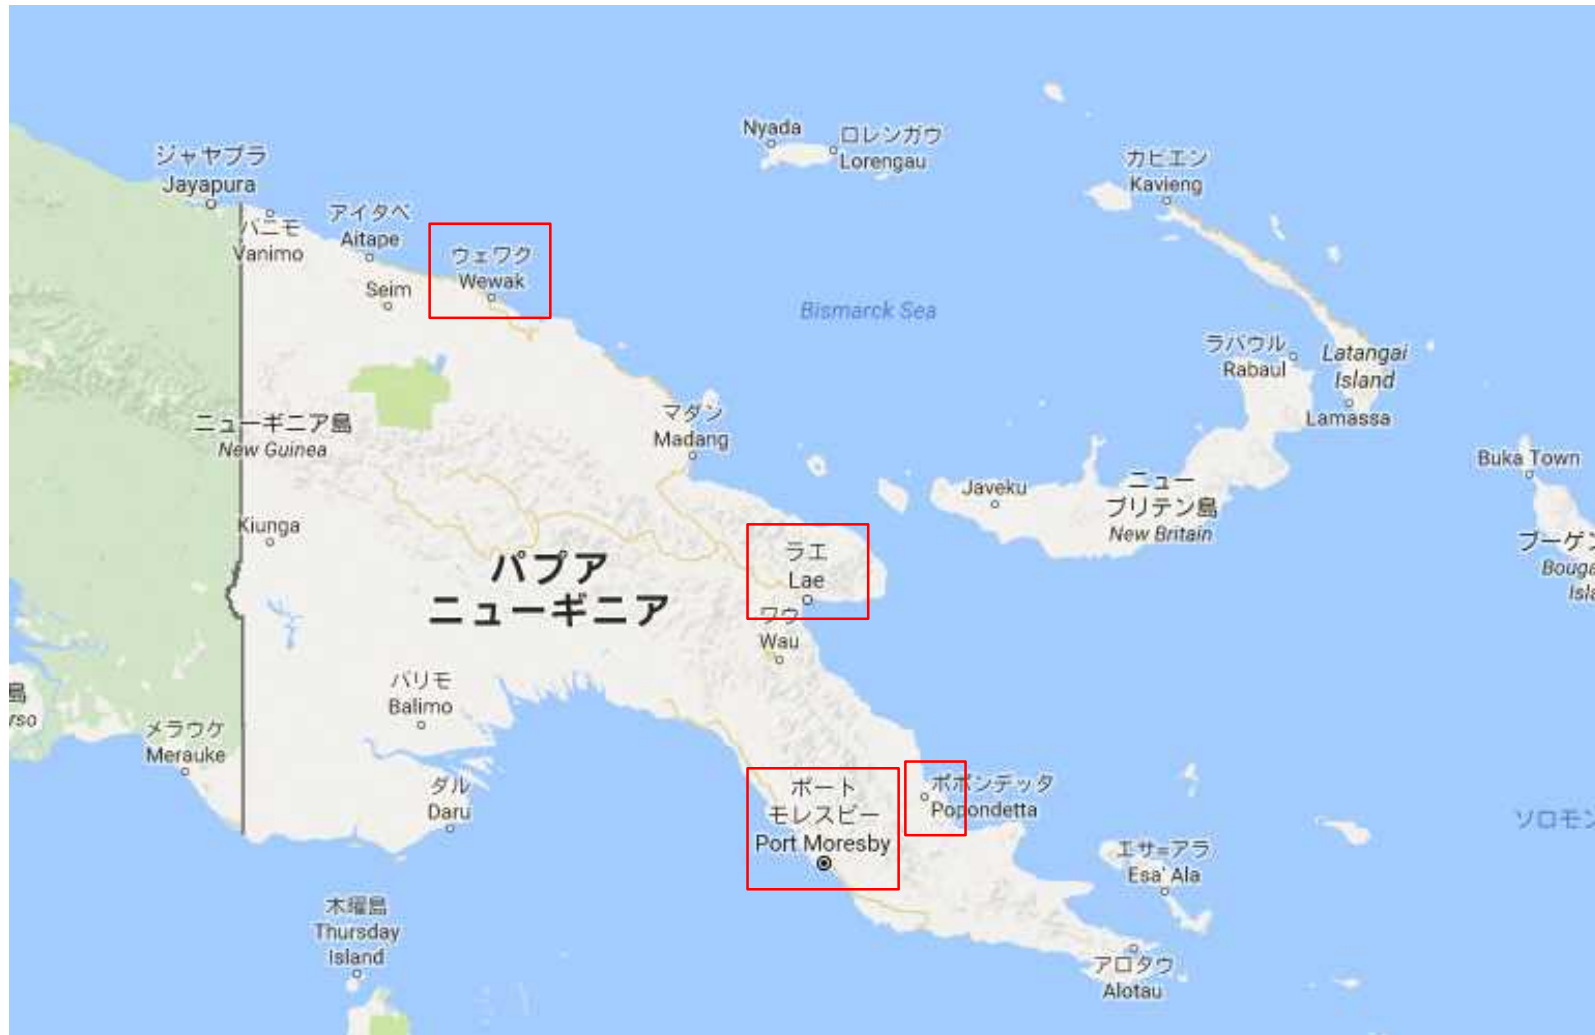 Nyada
ロレンガウ
Lorengau
カビエン
Kavieng
ジャヤプラ
Jayapura
バニモ
Vanimo
アイタペ
Aitape
Seim
ウェワク
Wewak
Bismarck Sea
ラバウル
Rabaul
Latangai
Island
Lamassa
マダン
Madang
ニューギニア島
New Guinea
Buka Town
Javeku
ニュー
ブリテン島
New Britain
Kiunga
ラエ
Lae
ブーゲン
Bouga
Isla
パプア
ニューギニア
ワウ
Wau
バリモ
Balimo
島
rso
メラウケ
Merauke
ダル
Daru
ポート
モレスビー
Port Moresby
ポポンデッタ
Popondetta
ソロモン
エサ=アラ
Esa' Ala
木曜島
Thursday
Island
アロタウ
Alotau